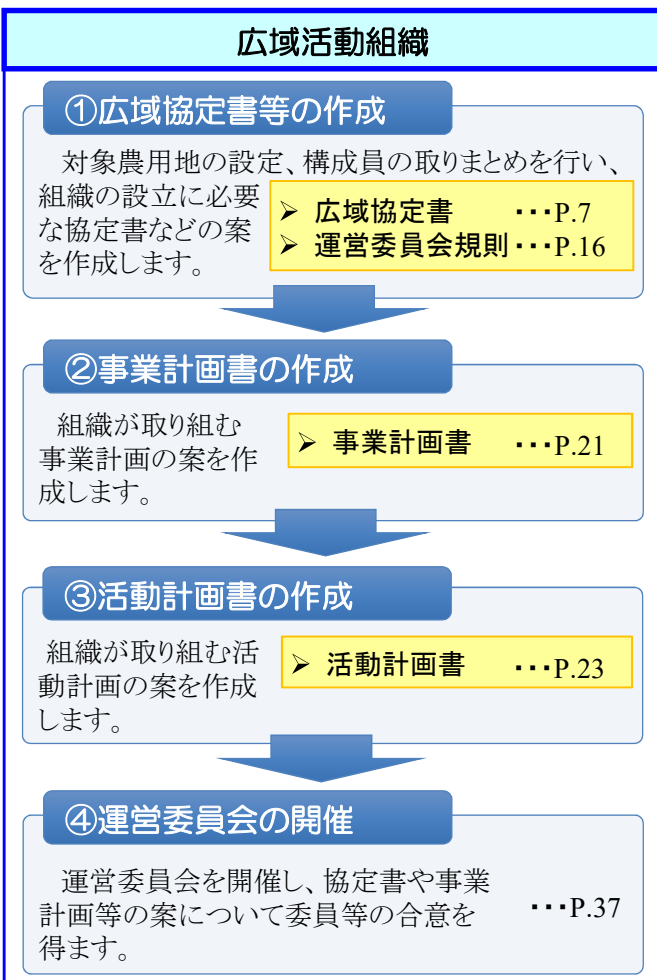 広域活動組織
①広域協定書等の作成
対象農用地の設定、構成員の取りまとめを行い、
組織の設立に必要
な協定書などの案
を作成します。
➢ 広域協定書 ･･･P.7
➢ 運営委員会規則･･･P.16
②事業計画書の作成
組織が取り組む
事業計画の案を作
成します。
➢ 事業計画書 ･･･P.21
③活動計画書の作成
組織が取り組む活
動計画の案を作成
します。
➢ 活動計画書 ･･･P.23
④運営委員会の開催
運営委員会を開催し、協定書や事業
計画等の案について委員等の合意を
得ます。
･･･P.37